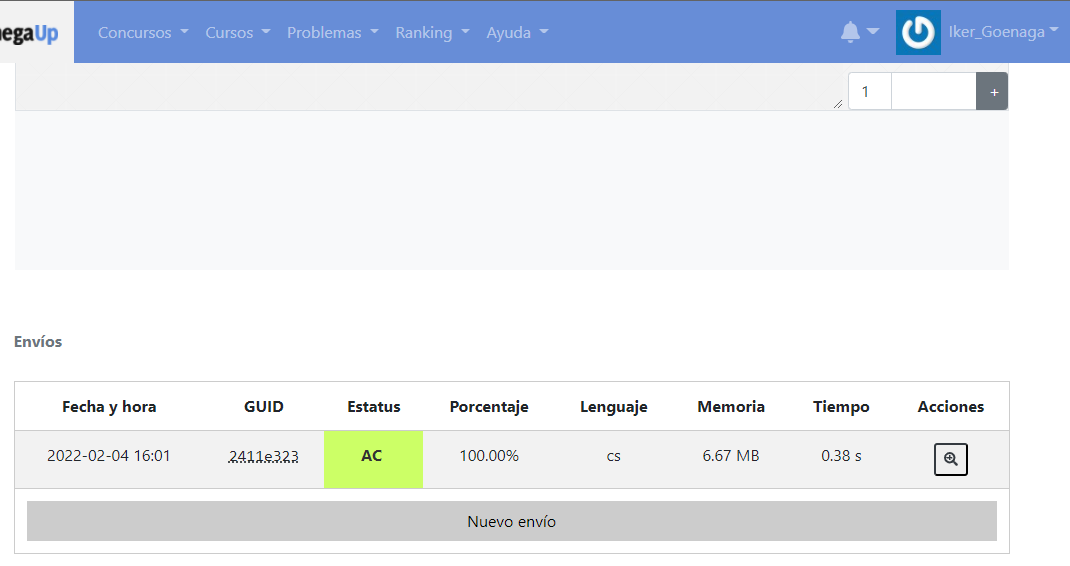 egaUp Concursos Cursos Problemas Ranking Ayuda Iker_Goenaga
1 +
Envíos
Fecha y hora GUID Estatus Porcentaje Lenguaje Memoria Tiempo Acciones
2022-02-04 16:01 2411e323 AC 100.00% cs 6.67 MB 0.38 s
Nuevo envío